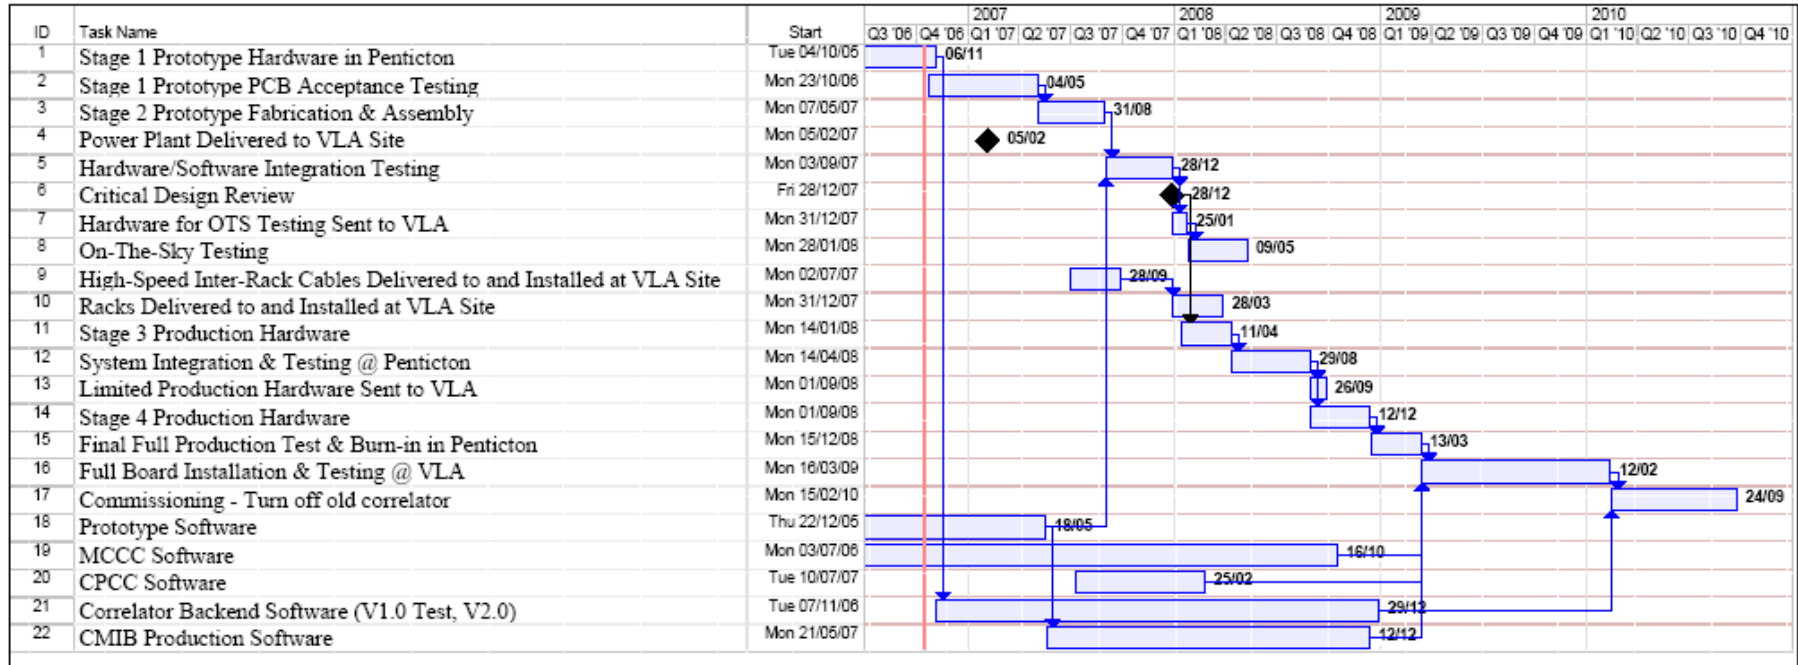 2007 2008 2009 2010
ID Task Name Start Q3 '06 Q4 '06 Q1 '07 Q2 '07 Q3 '07 Q4 '07 Q1 '08 Q2 '08 Q3 '08 Q4 '08 Q1 '09 Q2 '09 Q3 '09 Q4 '09 Q1 '10 Q2 '10 Q3 '10 Q4 '10
1 Stage 1 Prototype Hardware in Penticton Tue 04/10/05 06/11
2 Stage 1 Prototype PCB Acceptance Testing Mon 23/10/06 04/05
3 Stage 2 Prototype Fabrication & Assembly Mon 07/05/07 31/08
4 Power Plant Delivered to VLA Site Mon 05/02/07 05/02
5 Hardware/Software Integration Testing Mon 03/09/07 28/12
6 Critical Design Review Fri 28/12/07 28/12
7 Hardware for OTS Testing Sent to VLA Mon 31/12/07 25/01
8 On-The-Sky Testing Mon 28/01/08 09/05
9 High-Speed Inter-Rack Cables Delivered to and Installed at VLA Site Mon 02/07/07 28/09
10 Racks Delivered to and Installed at VLA Site Mon 31/12/07 28/03
11 Stage 3 Production Hardware Mon 14/01/08 11/04
12 System Integration & Testing @ Penticton Mon 14/04/08 29/08
13 Limited Production Hardware Sent to VLA Mon 01/09/08 26/09
14 Stage 4 Production Hardware Mon 01/09/08 12/12
15 Final Full Production Test & Burn-in in Penticton Mon 15/12/08 13/03
16 Full Board Installation & Testing @ VLA Mon 16/03/09 12/02
17 Commissioning - Turn off old correlator Mon 15/02/10 24/09
18 Prototype Software Thu 22/12/05 18/05
19 MCCC Software Mon 03/07/06 16/10
20 CPCC Software Tue 10/07/07 25/02
21 Correlator Backend Software (V1.0 Test, V2.0) Tue 07/11/06 29/12
22 CMIB Production Software Mon 21/05/07 12/12